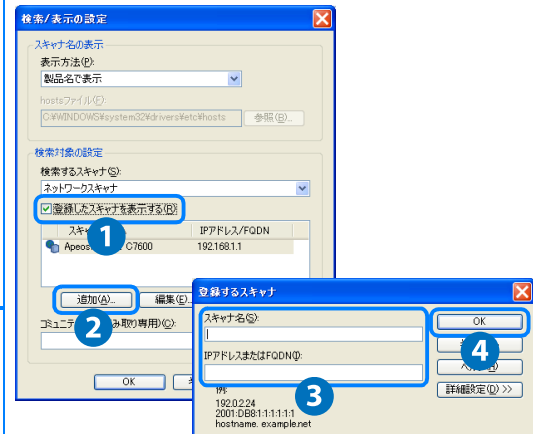 検索/表示の設定
スキャナ名の表示
表示方法(P):
製品名で表示
hostsファイル(F):
C:¥WINDOWS¥system32¥drivers¥etc¥hosts
参照(B)...
検索対象の設定
検索するスキャナ(S):
ネットワークスキャナ
登録したスキャナを表示する(R)
1
スキ
IPアドレス/FQDN
Apeos
C7600
192.168.1.1
追加(A)...
編集(E)
2
コミュニテ
み取り専用)(C):
OK
登録するスキャナ
スキャナ名(S):
OK
IPアドレスまたはFQDN(I):
4
3
詳細設定(D) >>
例:
192.0.2.24
2001:DB8:1:1:1:1:1:1
hostname. example.net